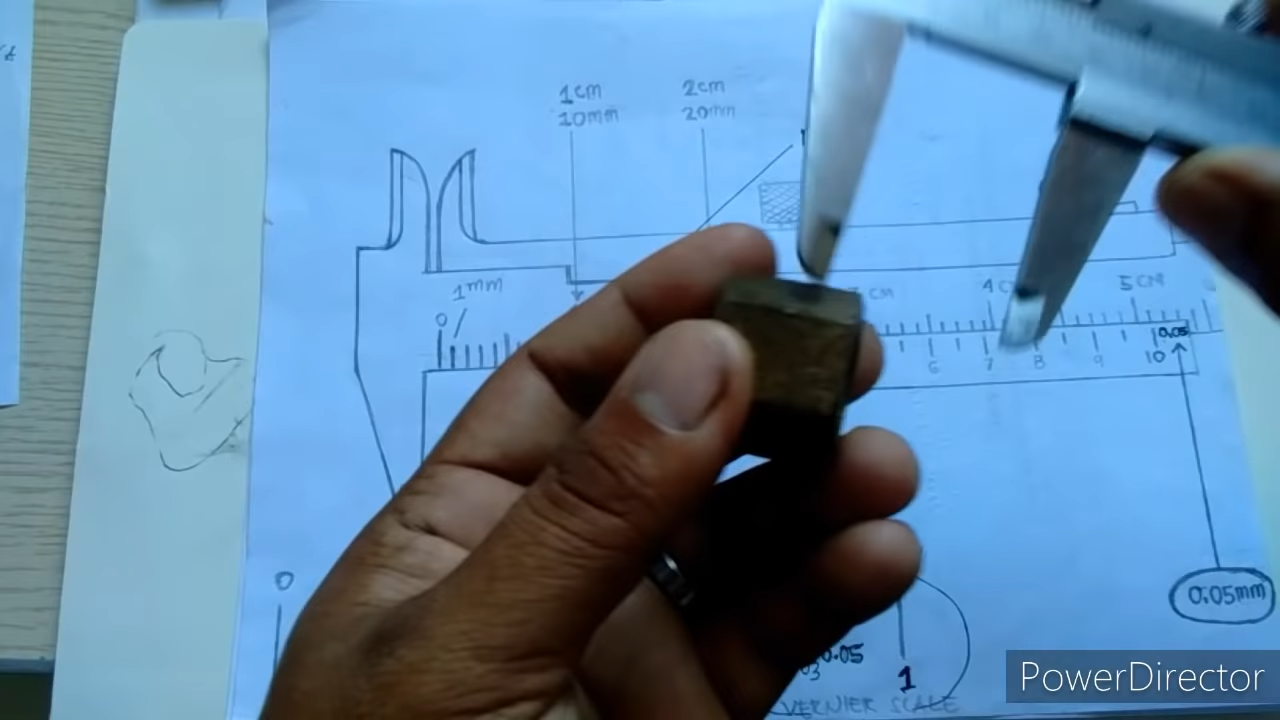 1cm
10mm
2cm
20mm
1mm
0
CM
4
5CM
6
7
8
9
10
0.05
0.05mm
0
0.05
1
VERNIER SCALE
PowerDirector